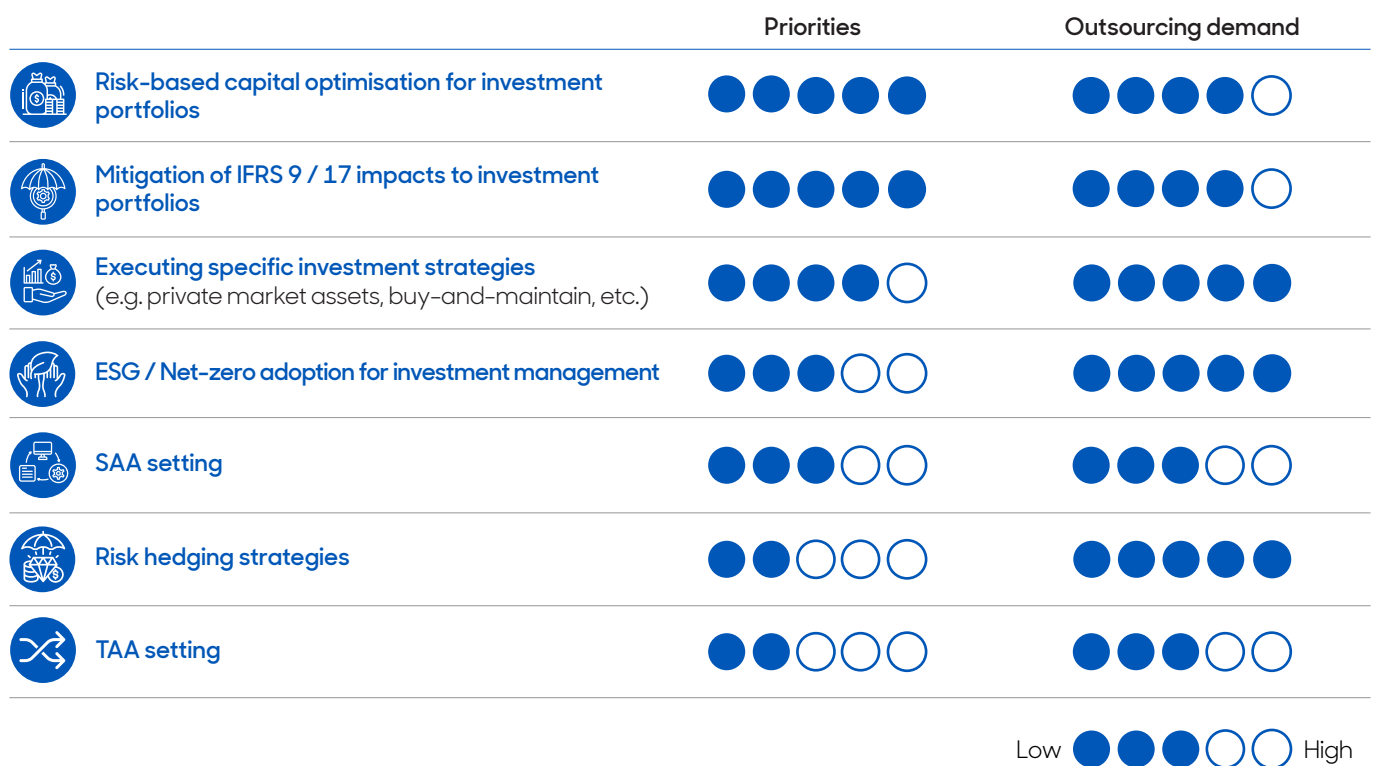 Priorities Outsourcing demand
Risk-based capital optimisation for investment
portfolios
Mitigation of IFRS 9 / 17 impacts to investment
portfolios
Executing specific investment strategies
(e.g. private market assets, buy-and-maintain, etc.)
ESG / Net-zero adoption for investment management
SAA setting
Risk hedging strategies
TAA setting
Low High